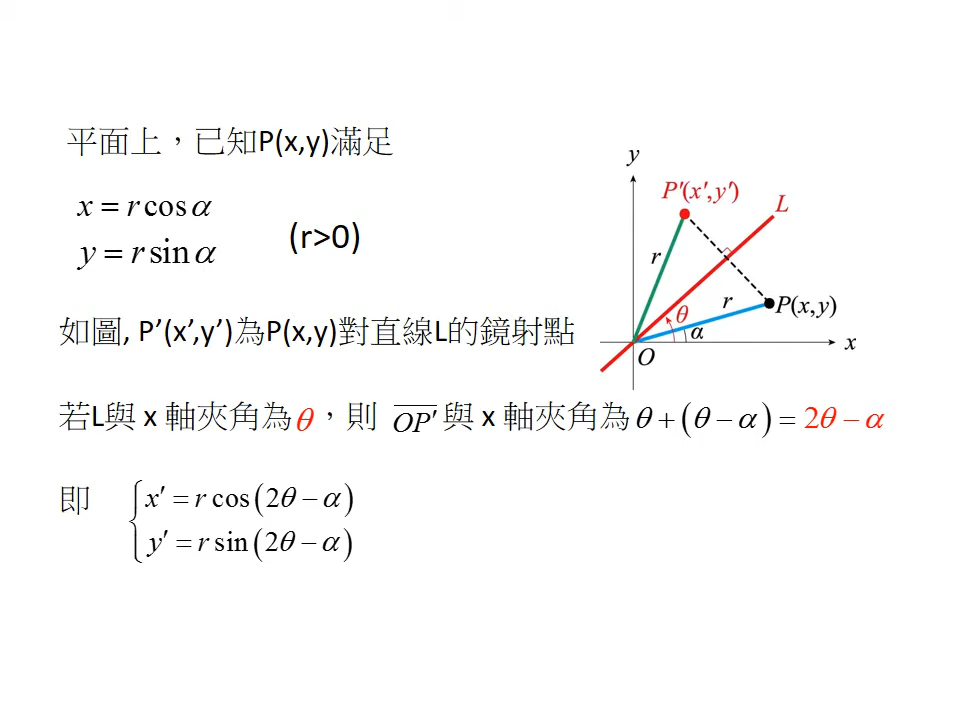 平面上，已知P(x,y)滿足
x = r cos α
y = r sin α
(r>0)
如圖, P’(x’,y’)為P(x,y)對直線L的鏡射點
若L與 x 軸夾角為θ，則 \overline{OP′} 與 x 軸夾角為 θ + (θ − α) = 2θ − α
即
x′ = r cos (2θ − α)
y′ = r sin (2θ − α)
y
P′(x′,y′)
L
r
r
P(x,y)
θ
α
x
O